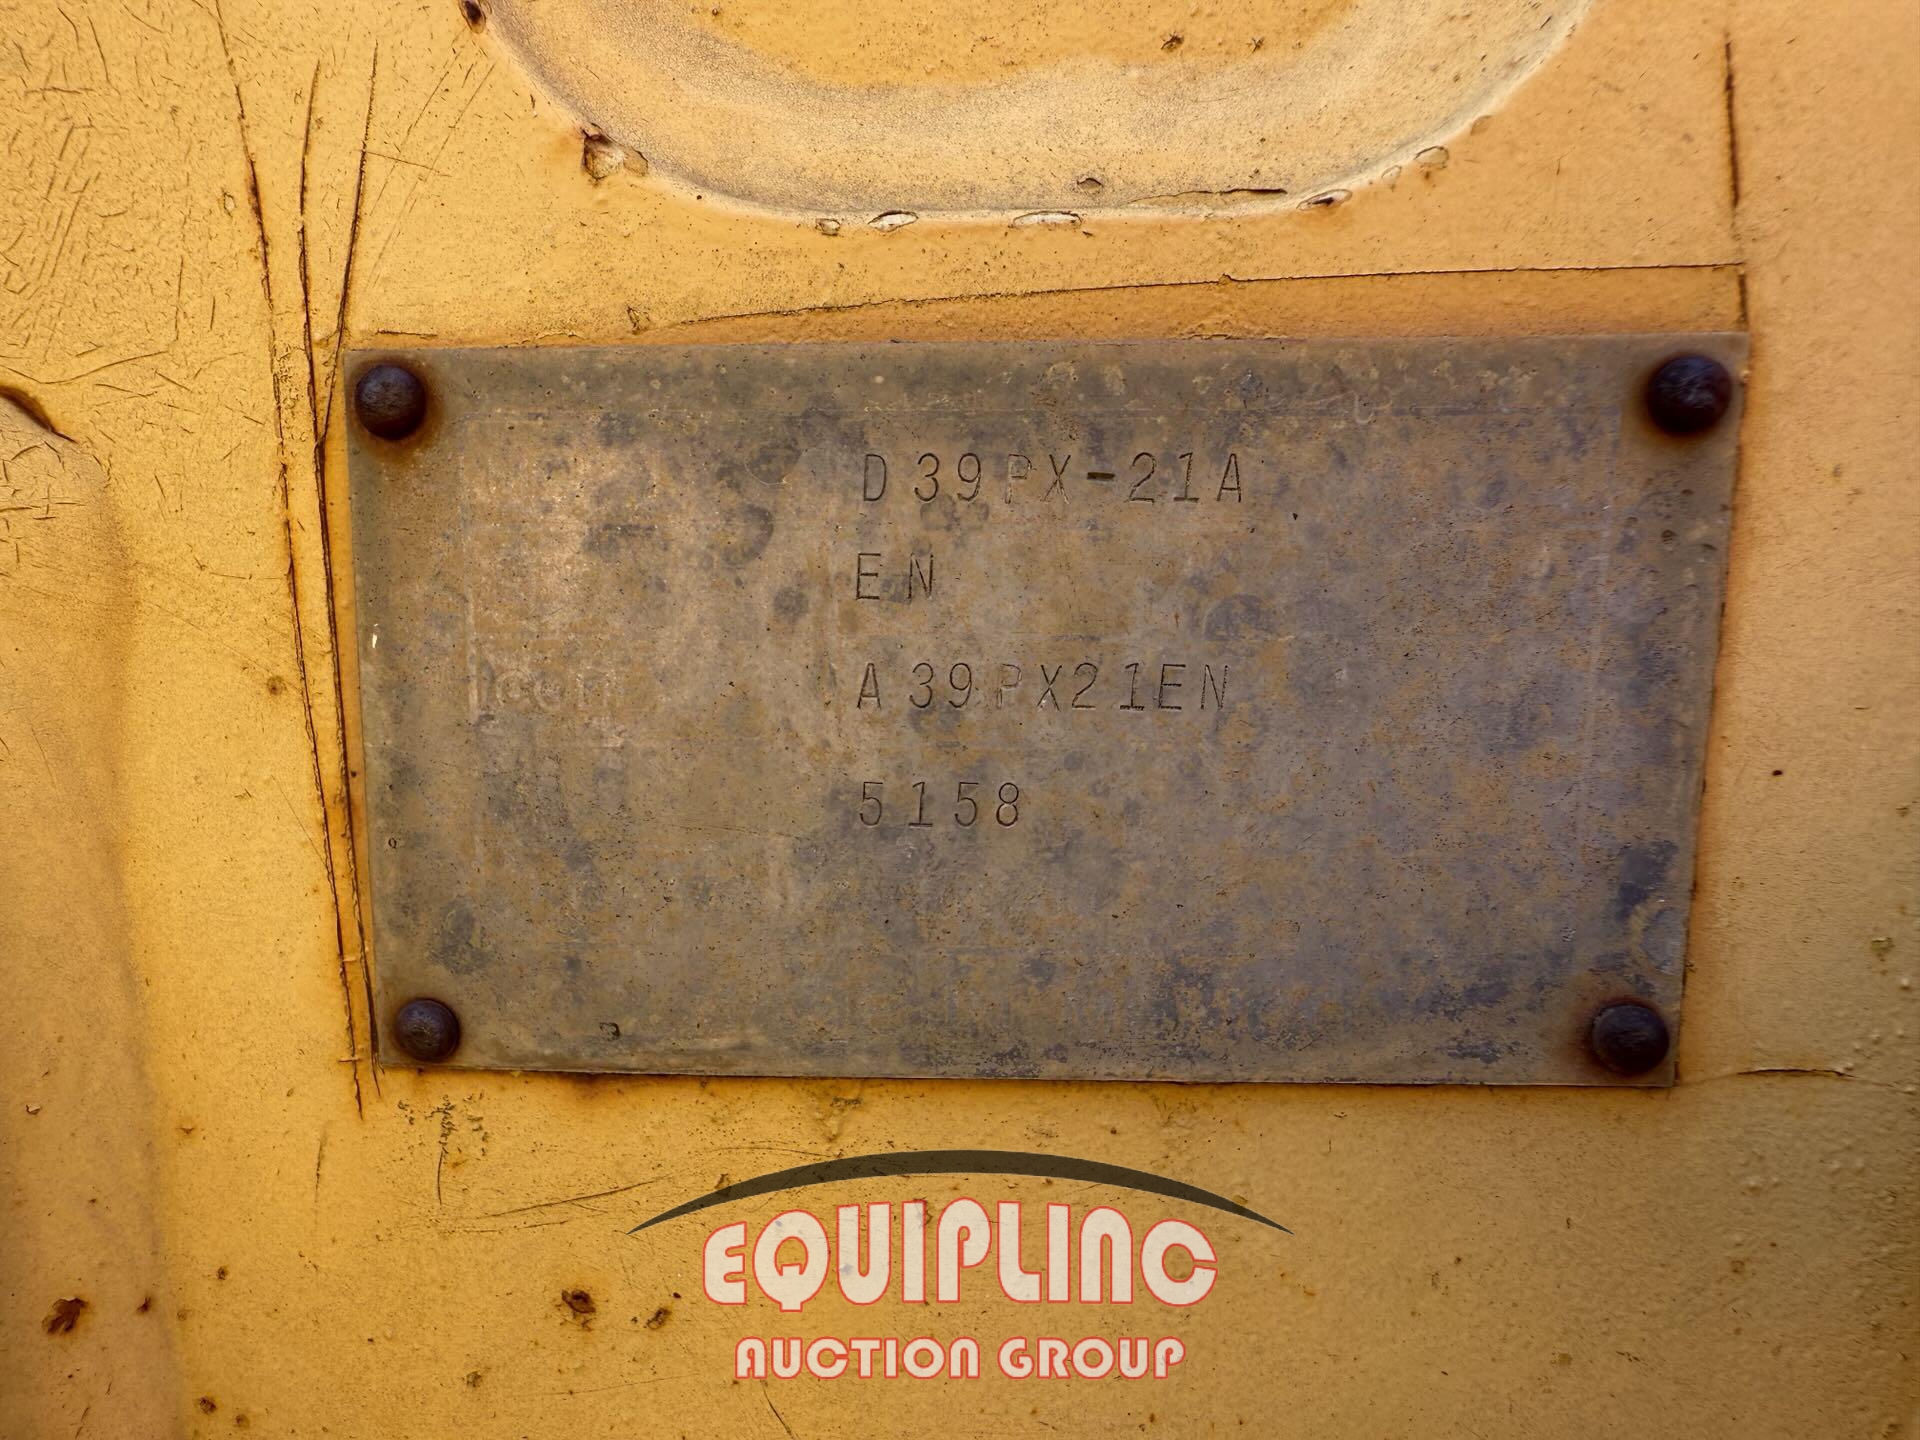 D39PX-21A
EN
A39PX21EN
5158
EQUIPLINC
AUCTION GROUP